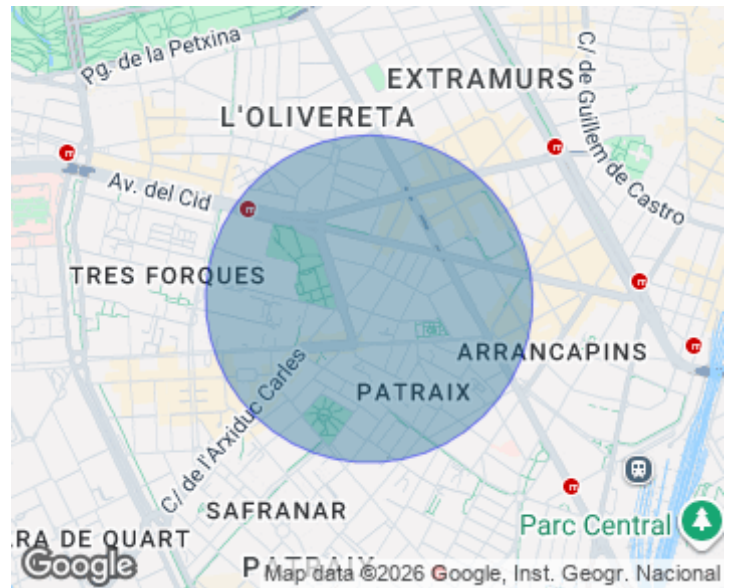 Pg. de la Petxina
EXTRAMURS
L'OLIVERETA
C/ de Guillem de Castro
m
m
Av. del Cid
m
TRES FORQUES
m
m
ARRANCAPINS
C/ de l'Arxiduc Carles
PATRAIX
m
SAFRANAR
Parc Central
RA DE QUART
PATRAIX
Google
Map data ©2026 Google, Inst. Geogr. Nacional